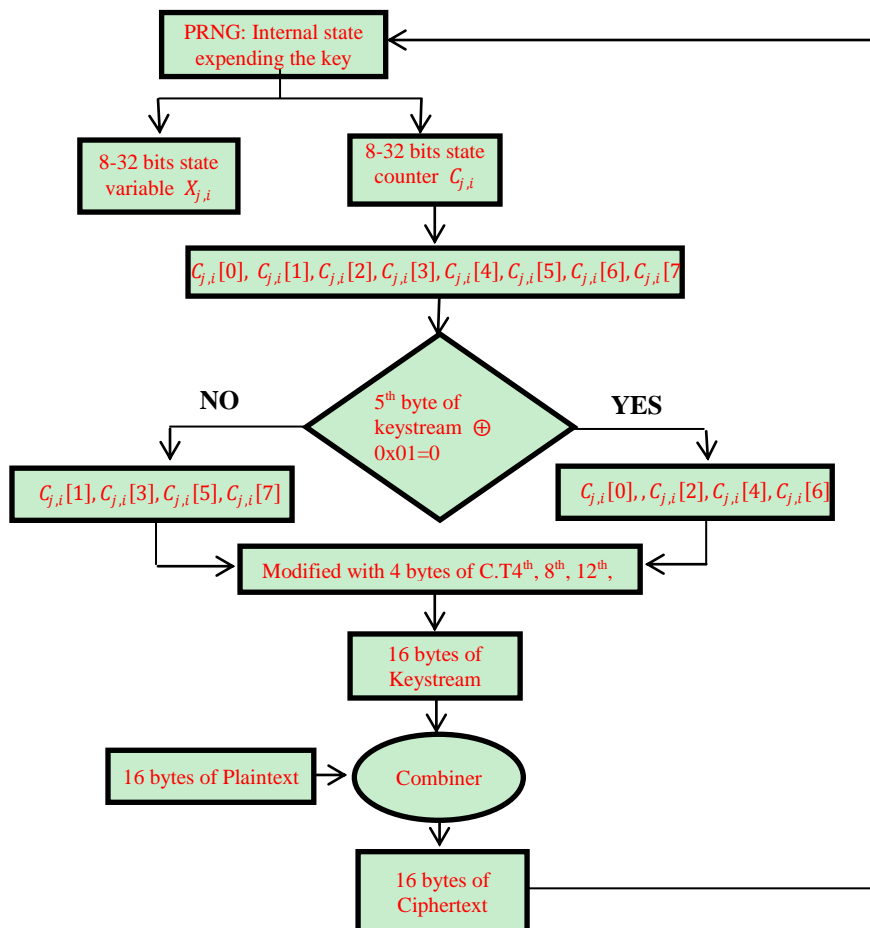 PRNG: Internal state
expending the key
8-32 bits state
variable X_{j,i}
8-32 bits state
counter C_{j,i}
C_{j,i}[0], C_{j,i}[1], C_{j,i}[2], C_{j,i}[3], C_{j,i}[4], C_{j,i}[5], C_{j,i}[6], C_{j,i}[7
NO
5th byte of
keystream ⊕
0x01=0
YES
C_{j,i}[1], C_{j,i}[3], C_{j,i}[5], C_{j,i}[7]
C_{j,i}[0], , C_{j,i}[2], C_{j,i}[4], C_{j,i}[6]
Modified with 4 bytes of C.T4th, 8th, 12th,
16 bytes of
Keystream
16 bytes of Plaintext
Combiner
16 bytes of
Ciphertext